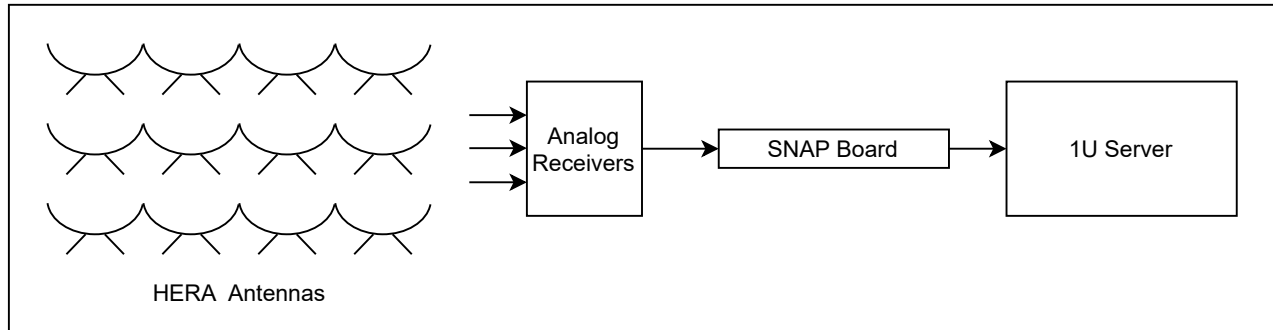 HERA Antennas
Analog
Receivers
SNAP Board
1U Server